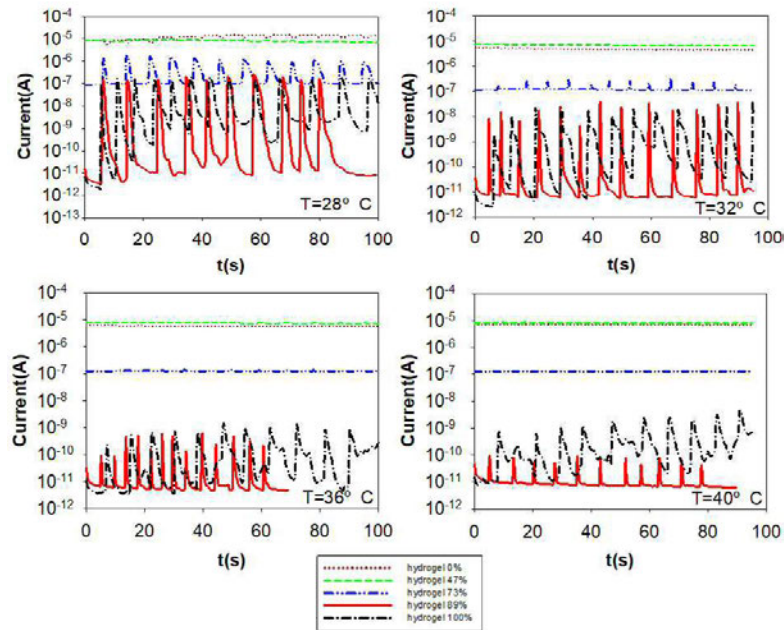 Current(A)
10⁻⁴
10⁻⁵
10⁻⁶
10⁻⁷
10⁻⁸
10⁻⁹
10⁻¹⁰
10⁻¹¹
10⁻¹²
10⁻¹³
T=28º C
0 20 40 60 80 100
t(s)
Current(A)
10⁻⁴
10⁻⁵
10⁻⁶
10⁻⁷
10⁻⁸
10⁻⁹
10⁻¹⁰
10⁻¹¹
10⁻¹²
T=32º C
0 20 40 60 80 100
t(s)
Current(A)
10⁻⁴
10⁻⁵
10⁻⁶
10⁻⁷
10⁻⁸
10⁻⁹
10⁻¹⁰
10⁻¹¹
10⁻¹²
T=36º C
0 20 40 60 80 100
t(s)
Current(A)
10⁻⁴
10⁻⁵
10⁻⁶
10⁻⁷
10⁻⁸
10⁻⁹
10⁻¹⁰
10⁻¹¹
10⁻¹²
T=40º C
0 20 40 60 80 100
t(s)
hydrogel 0%
hydrogel 47%
hydrogel 73%
hydrogel 89%
hydrogel 100%